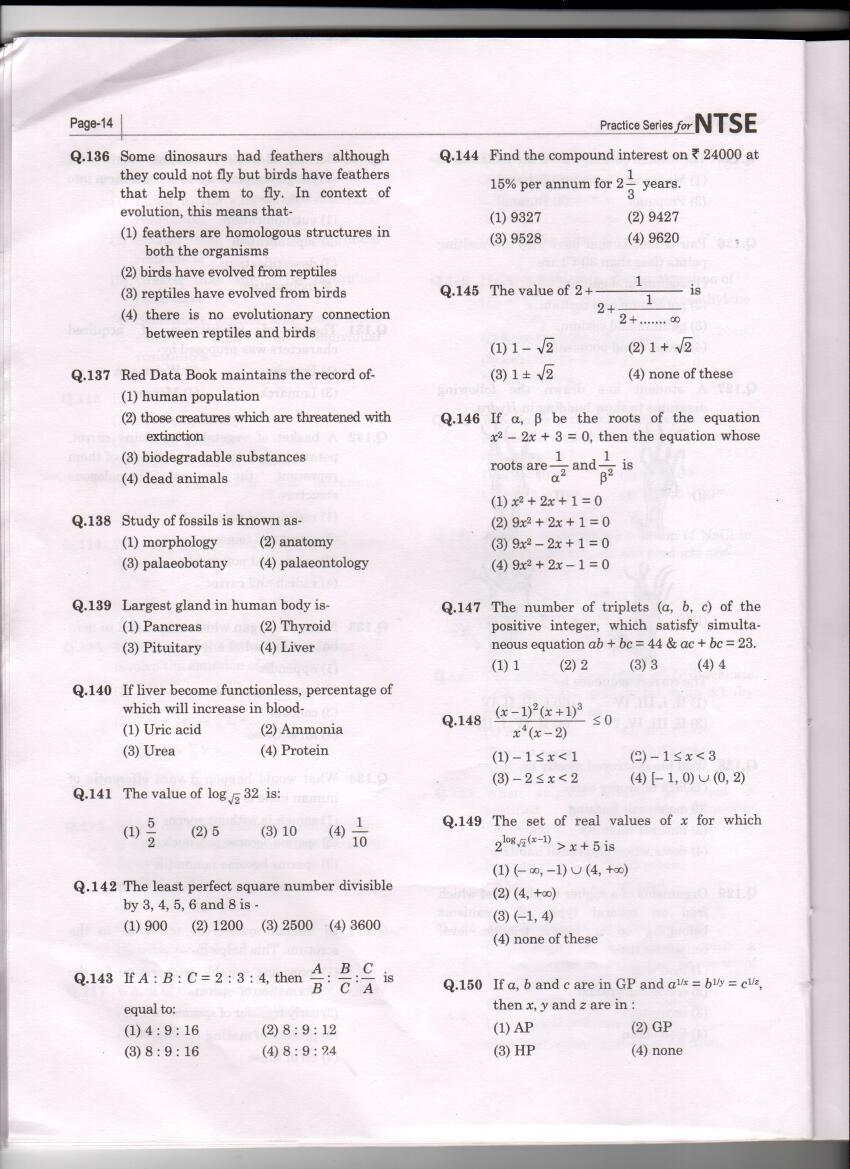 Page-14
Practice Series for NTSE
Q.136 Some dinosaurs had feathers although
they could not fly but birds have feathers
that help them to fly. In context of
evolution, this means that-
(1) feathers are homologous structures in
both the organisms
(2) birds have evolved from reptiles
(3) reptiles have evolved from birds
(4) there is no evolutionary connection
between reptiles and birds
Q.137 Red Data Book maintains the record of-
(1) human population
(2) those creatures which are threatened with
extinction
(3) biodegradable substances
(4) dead animals
Q.138 Study of fossils is known as-
(1) morphology (2) anatomy
(3) palaeobotany (4) palaeontology
Q.139 Largest gland in human body is-
(1) Pancreas (2) Thyroid
(3) Pituitary (4) Liver
Q.140 If liver become functionless, percentage of
which will increase in blood-
(1) Uric acid (2) Ammonia
(3) Urea (4) Protein
Q.141 The value of log√2 32 is:
(1) 5/2 (2) 5 (3) 10 (4) 1/10
Q.142 The least perfect square number divisible
by 3, 4, 5, 6 and 8 is -
(1) 900 (2) 1200 (3) 2500 (4) 3600
Q.143 If A : B : C = 2 : 3 : 4, then A/B : B/C : C/A is
equal to:
(1) 4 : 9 : 16 (2) 8 : 9 : 12
(3) 8 : 9 : 16 (4) 8 : 9 : 24
Q.144 Find the compound interest on ₹ 24000 at
15% per annum for 2 1/3 years.
(1) 9327 (2) 9427
(3) 9528 (4) 9620
Q.145 The value of 2 + 1/(2 + 1/(2 + ....... ∞)) is
(1) 1 – √2 (2) 1 + √2
(3) 1 ± √2 (4) none of these
Q.146 If α, β be the roots of the equation
x² – 2x + 3 = 0, then the equation whose
roots are 1/α² and 1/β² is
(1) x² + 2x + 1 = 0
(2) 9x² + 2x + 1 = 0
(3) 9x² – 2x + 1 = 0
(4) 9x² + 2x – 1 = 0
Q.147 The number of triplets (a, b, c) of the
positive integer, which satisfy simulta-
neous equation ab + bc = 44 & ac + bc = 23.
(1) 1 (2) 2 (3) 3 (4) 4
Q.148 (x–1)²(x+1)³/x⁴(x–2) ≤ 0
(1) – 1 ≤ x < 1 (2) – 1 ≤ x < 3
(3) – 2 ≤ x < 2 (4) [– 1, 0) ∪ (0, 2)
Q.149 The set of real values of x for which
2^(log√2 (x–1)) > x + 5 is
(1) (– ∞, –1) ∪ (4, +∞)
(2) (4, +∞)
(3) (–1, 4)
(4) none of these
Q.150 If a, b and c are in GP and a^(1/x) = b^(1/y) = c^(1/z),
then x, y and z are in :
(1) AP (2) GP
(3) HP (4) none